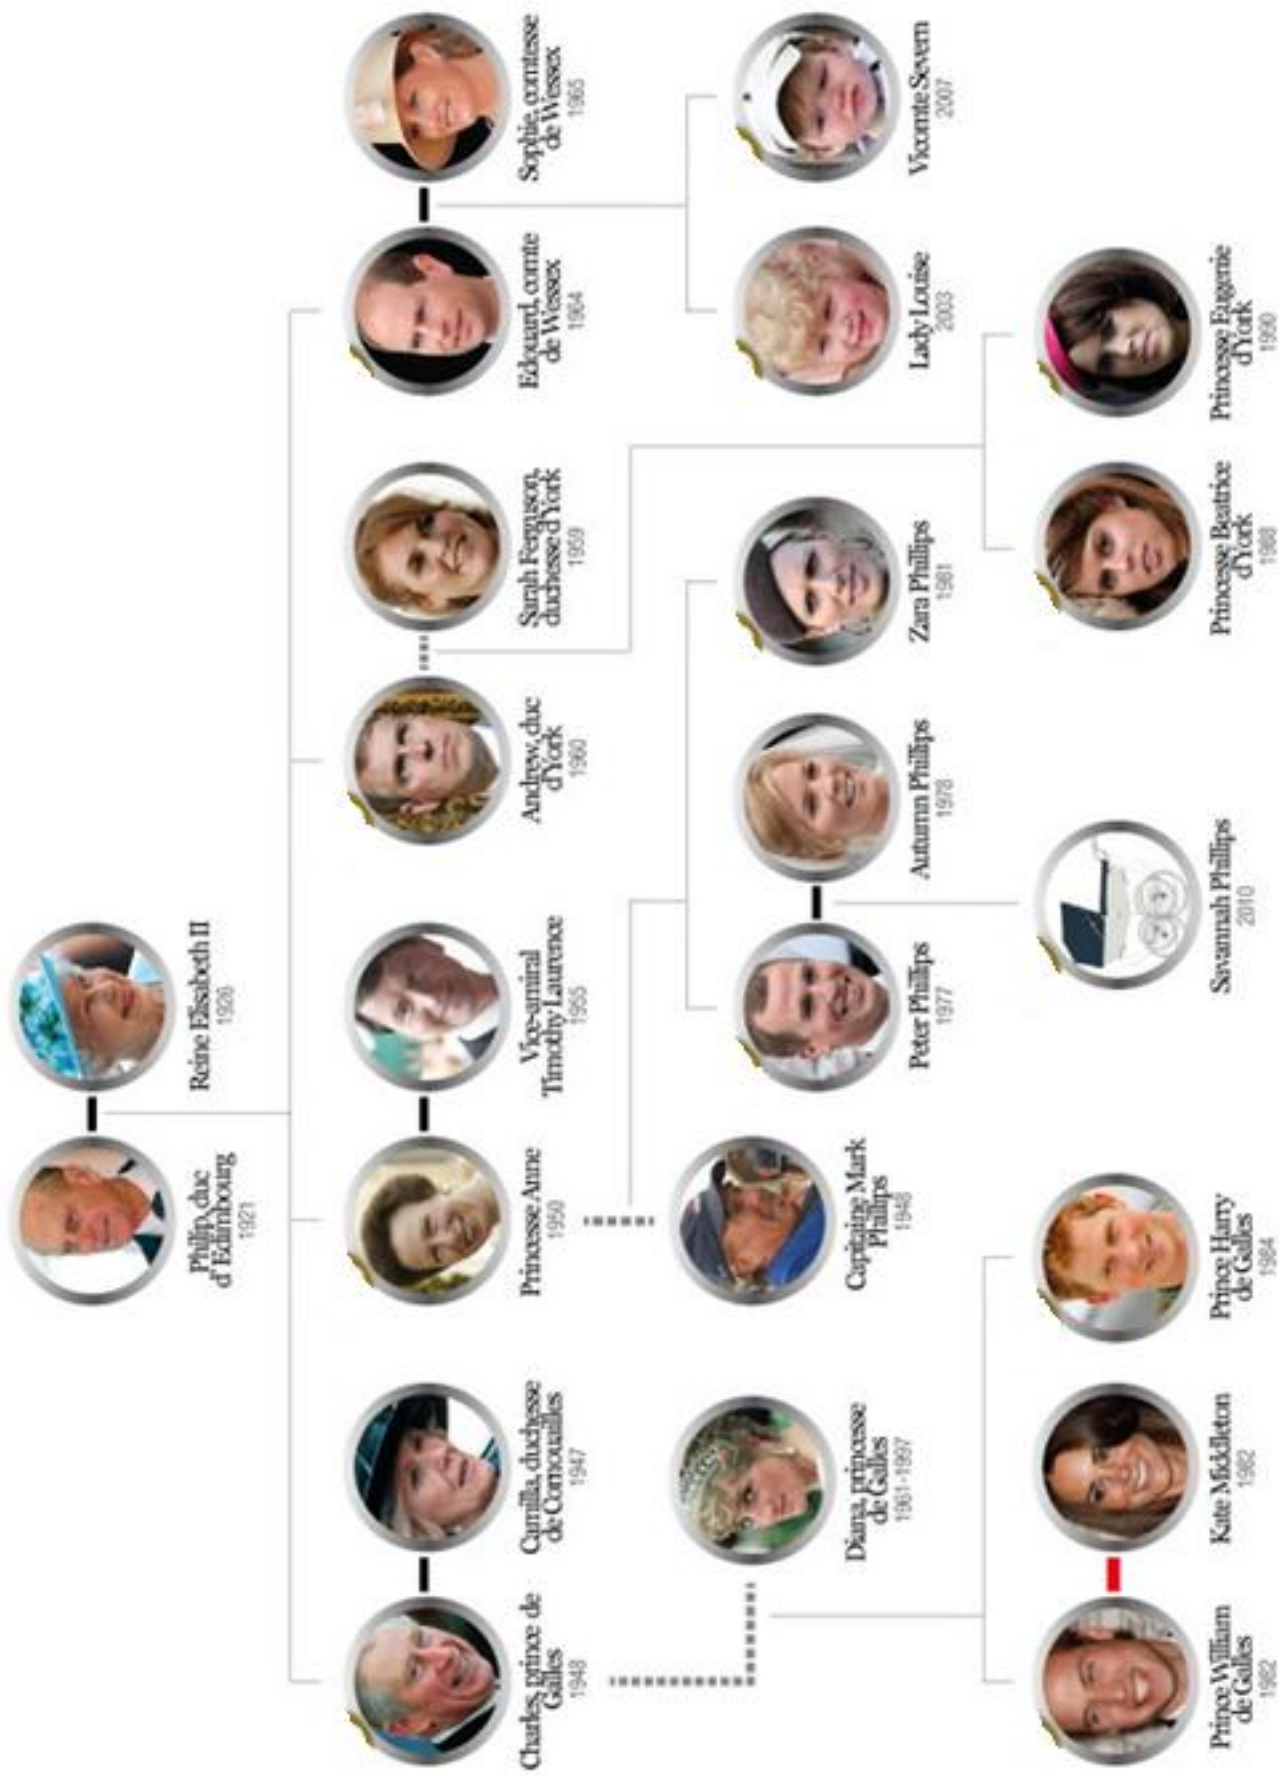 Philip, duc
d'Edimbourg
1921
Reine Elisabeth II
1926
Charles, prince de
Galles
1948
Camilla, duchesse
de Cornouailles
1947
Princesse Anne
1950
Vice-amiral
Timothy Laurence
1955
Andrew, duc
d'York
1960
Sarah Ferguson,
duchesse d'York
1959
Edouard, comte
de Wessex
1964
Sophie, comtesse
de Wessex
1965
Diana, princesse
de Galles
1961-1997
Capitaine Mark
Phillips
1948
Peter Phillips
1977
Autumn Phillips
1978
Zara Phillips
1981
Lady Louise
2003
Vicomte Severn
2007
Prince William
de Galles
1982
Kate Middleton
1982
Prince Harry
de Galles
1984
Savannah Phillips
2010
Princesse Beatrice
d'York
1988
Princesse Eugenie
d'York
1990